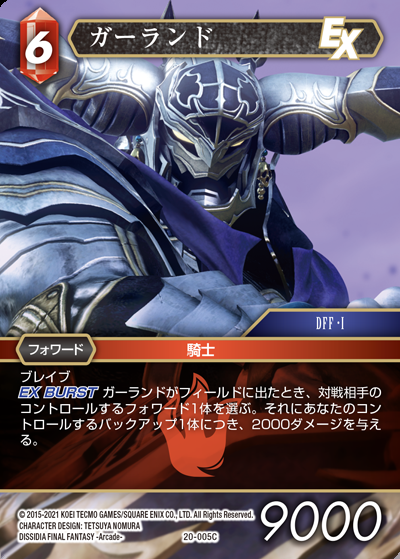 6
ガーランド
EX
DFF・I
フォワード
騎士
ブレイブ
EX BURST ガーランドがフィールドに出たとき、対戦相手の
コントロールするフォワード1体を選ぶ。それにあなたのコン
トロールするバックアップ1体につき、2000ダメージを与え
る。
© 2015-2021 KOEI TECMO GAMES/SQUARE ENIX CO., LTD. All Rights Reserved.
CHARACTER DESIGN: TETSUYA NOMURA
DISSIDIA FINAL FANTASY -Arcade-
20-005C
9000